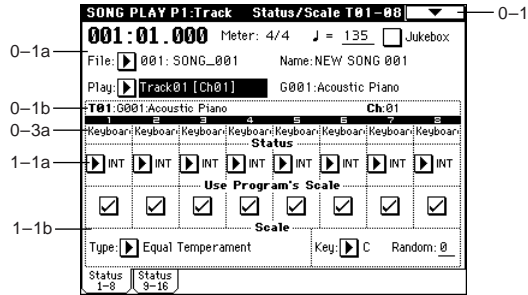 SONG PLAY P1:Track Status/Scale T01-08
0–1
001:01.000 Meter: 4/4 ♩ = 135 Jukebox
0–1a
File: 001: SONG_001 Name:NEW SONG 001
Play: Track01 [Ch01] G001:Acoustic Piano
0–1b
T01:G001:Acoustic Piano Ch:01
1 2 3 4 5 6 7 8
0–3a
Keyboar Keyboar Keyboar Keyboar Keyboar Keyboar Keyboar Keyboar
Status
1–1a
INT INT INT INT INT INT INT INT
Use Program's Scale
1–1b
Scale
Type: Equal Temperament Key: C Random: 0
Status 1-8 Status 9-16